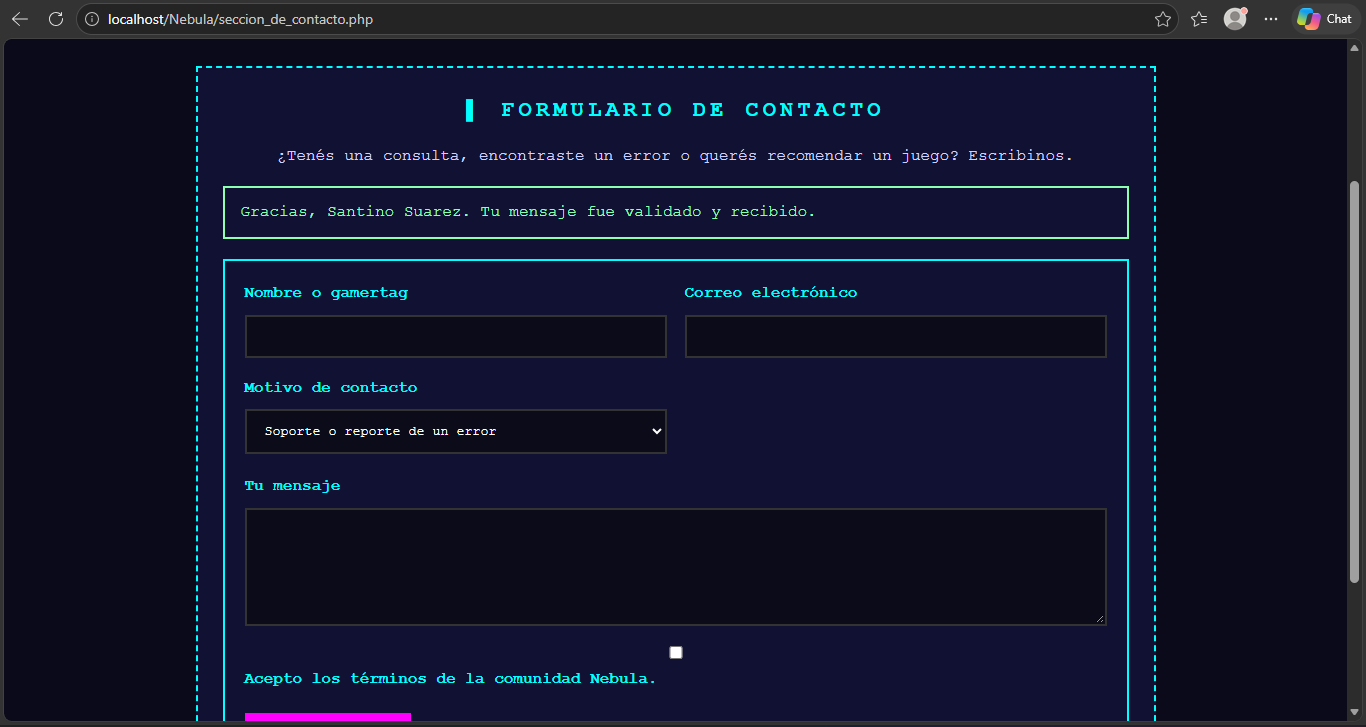 localhost/Nebula/seccion_de_contacto.php
Chat
FORMULARIO DE CONTACTO
¿Tenés una consulta, encontraste un error o querés recomendar un juego? Escribinos.
Gracias, Santino Suarez. Tu mensaje fue validado y recibido.
Nombre o gamertag
Correo electrónico
Motivo de contacto
Soporte o reporte de un error
Tu mensaje
Acepto los términos de la comunidad Nebula.